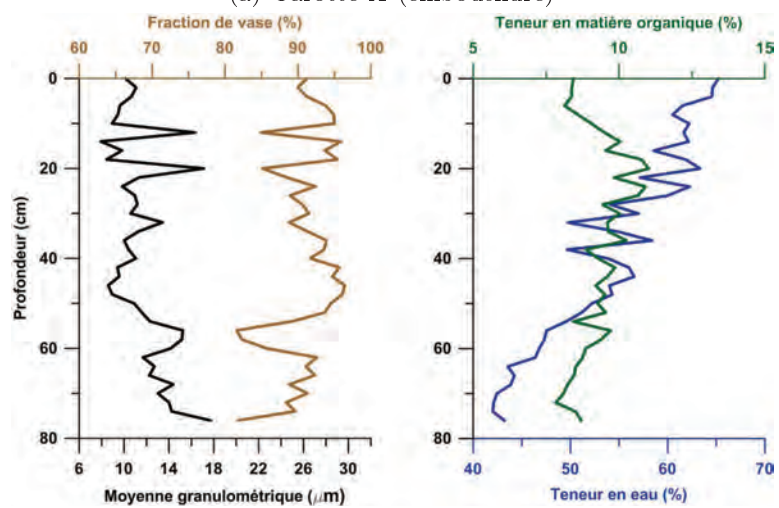 Fraction de vase (%)
60 70 80 90 100
0
20
40
60
80
Profondeur (cm)
6 10 14 18 22 26 30
Moyenne granulométrique (μm)
Teneur en matière organique (%)
5 10 15
0
20
40
60
80
40 50 60 70
Teneur en eau (%)